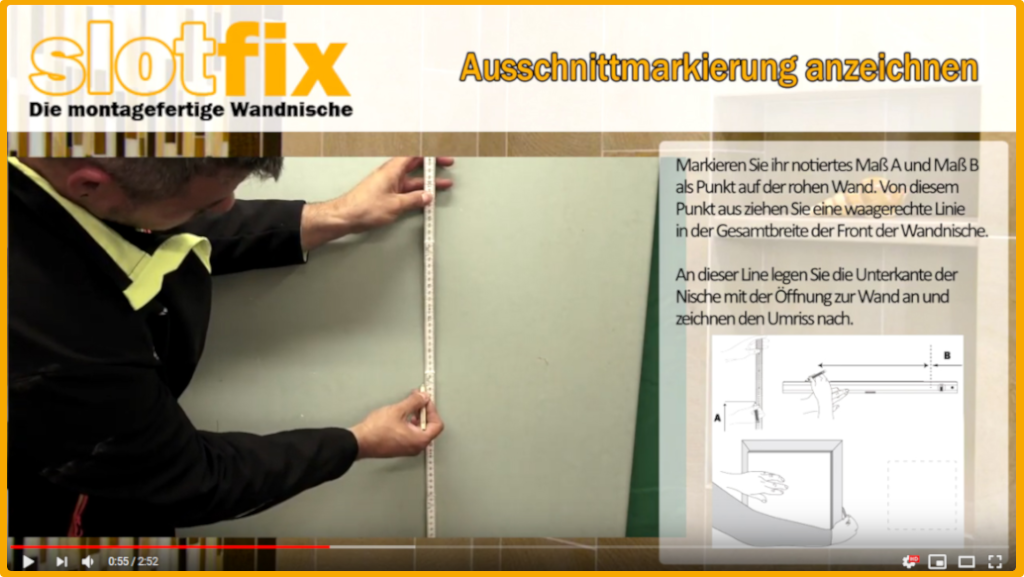 slotfix
Die montagefertige Wandnische
Ausschnittmarkierung anzeichnen
Markieren Sie ihr notiertes Maß A und Maß B
als Punkt auf der rohen Wand. Von diesem
Punkt aus ziehen Sie eine waagerechte Linie
in der Gesamtbreite der Front der Wandnische.
An dieser Line legen Sie die Unterkante der
Nische mit der Öffnung zur Wand an und
zeichnen den Umriss nach.
B
A
0:55 / 2:52
HD